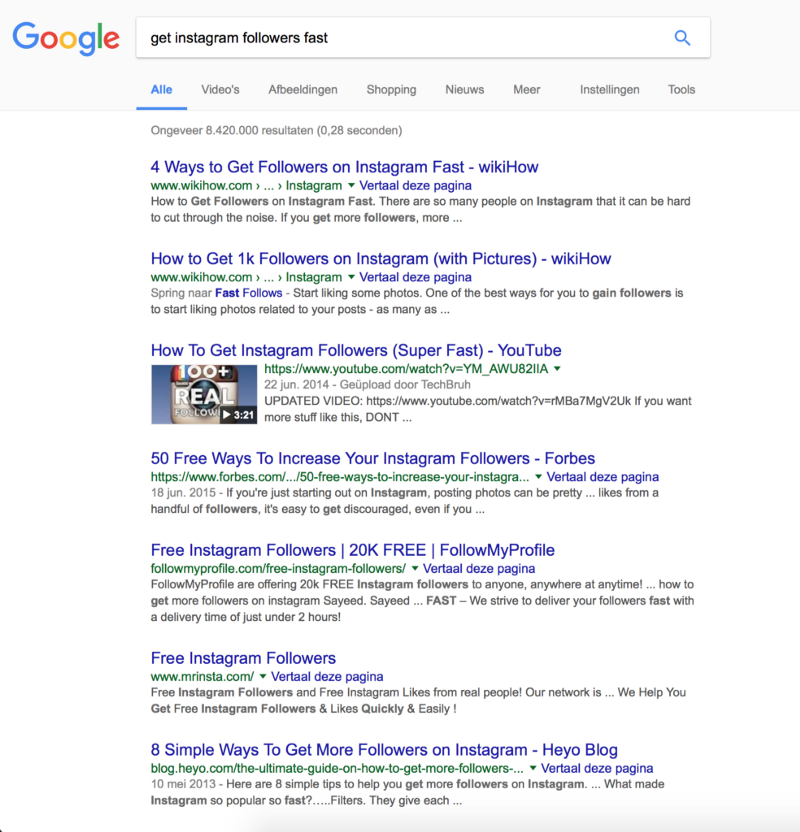 Google
get instagram followers fast
Alle Video's Afbeeldingen Shopping Nieuws Meer Instellingen Tools
Ongeveer 8.420.000 resultaten (0,28 seconden)
4 Ways to Get Followers on Instagram Fast - wikiHow
www.wikihow.com › ... › Instagram ▼ Vertaal deze pagina
How to Get Followers on Instagram Fast. There are so many people on Instagram that it can be hard
to cut through the noise. If you get more followers, more ...
How to Get 1k Followers on Instagram (with Pictures) - wikiHow
www.wikihow.com › ... › Instagram ▼ Vertaal deze pagina
Spring naar Fast Follows - Start liking some photos. One of the best ways for you to gain followers is
to start liking photos related to your posts - as many as ...
How To Get Instagram Followers (Super Fast) - YouTube
100+
REAL
FOLLOW
3:21
https://www.youtube.com/watch?v=YM_AWU82IIA ▼
22 jun. 2014 - Geüpload door TechBruh
UPDATED VIDEO: https://www.youtube.com/watch?v=rMBa7MgV2Uk If you want
more stuff like this, DONT ...
50 Free Ways To Increase Your Instagram Followers - Forbes
https://www.forbes.com/.../50-free-ways-to-increase-your-instagra... ▼ Vertaal deze pagina
18 jun. 2015 - If you're just starting out on Instagram, posting photos can be pretty ... likes from a
handful of followers, it's easy to get discouraged, even if you ...
Free Instagram Followers | 20K FREE | FollowMyProfile
followmyprofile.com/free-instagram-followers/ ▼ Vertaal deze pagina
FollowMyProfile are offering 20k FREE Instagram followers to anyone, anywhere at anytime! ... how to
get more followers on instagram Sayeed. Sayeed ... FAST – We strive to deliver your followers fast with
a delivery time of just under 2 hours!
Free Instagram Followers
www.mrinsta.com/ ▼ Vertaal deze pagina
Free Instagram Followers and Free Instagram Likes from real people! Our network is ... We Help You
Get Free Instagram Followers & Likes Quickly & Easily !
8 Simple Ways To Get More Followers on Instagram - Heyo Blog
blog.heyo.com/the-ultimate-guide-on-how-to-get-more-followers-... ▼ Vertaal deze pagina
10 mei 2013 - Here are 8 simple tips to help you get more followers on Instagram. ... What made
Instagram so popular so fast?.....Filters. They give each ...